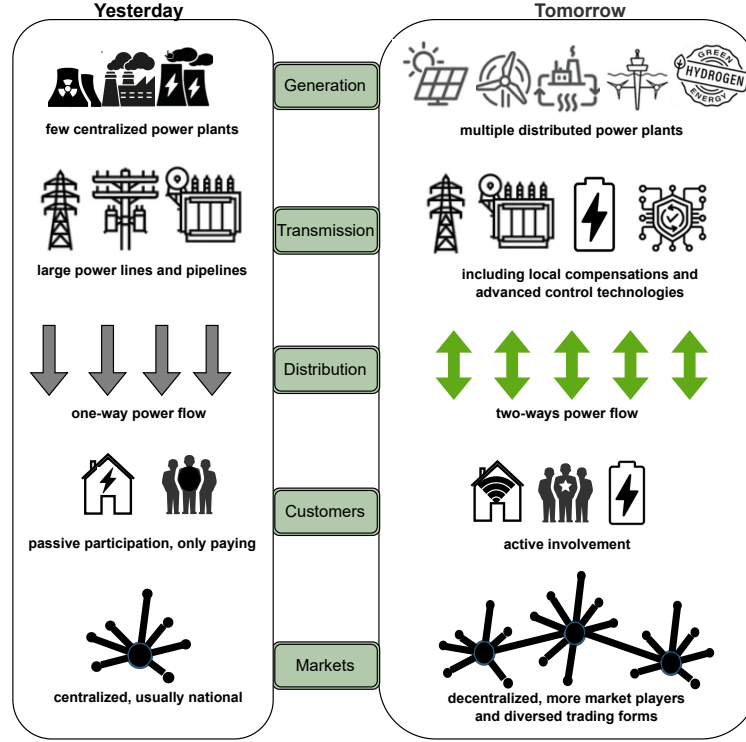 Yesterday
Tomorrow
Generation
few centralized power plants
GREEN
HYDROGEN
ENERGY
multiple distributed power plants
Transmission
large power lines and pipelines
including local compensations and
advanced control technologies
Distribution
one-way power flow
two-ways power flow
Customers
passive participation, only paying
active involvement
Markets
centralized, usually national
decentralized, more market players
and diversed trading forms